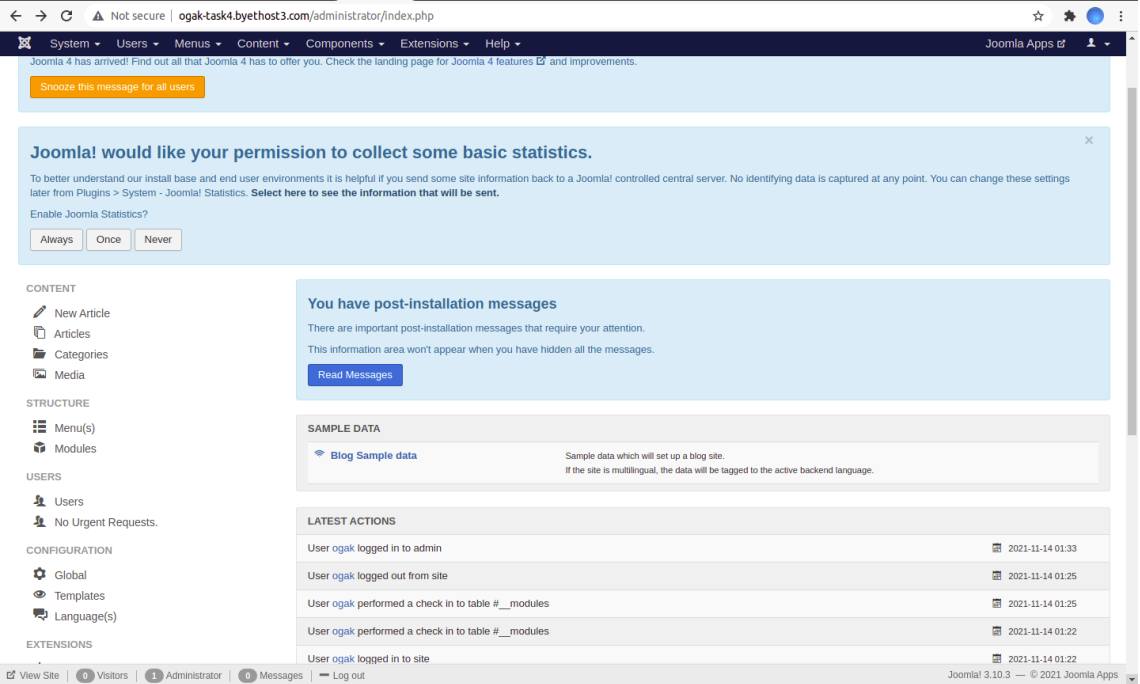 Not secure | ogak-task4.byethost3.com/administrator/index.php
System Users Menus Content Components Extensions Help Joomla Apps
Joomla 4 has arrived! Find out all that Joomla 4 has to offer you. Check the landing page for Joomla 4 features and improvements.
Snooze this message for all users
Joomla! would like your permission to collect some basic statistics. ×
To better understand our install base and end user environments it is helpful if you send some site information back to a Joomla! controlled central server. No identifying data is captured at any point. You can change these settings
later from Plugins > System - Joomla! Statistics. Select here to see the information that will be sent.
Enable Joomla Statistics?
Always Once Never
CONTENT
New Article
Articles
Categories
Media
STRUCTURE
Menu(s)
Modules
USERS
Users
No Urgent Requests.
CONFIGURATION
Global
Templates
Language(s)
EXTENSIONS
You have post-installation messages
There are important post-installation messages that require your attention.
This information area won't appear when you have hidden all the messages.
Read Messages
SAMPLE DATA
Blog Sample data Sample data which will set up a blog site.
If the site is multilingual, the data will be tagged to the active backend language.
LATEST ACTIONS
User ogak logged in to admin 2021-11-14 01:33
User ogak logged out from site 2021-11-14 01:25
User ogak performed a check in to table #__modules 2021-11-14 01:25
User ogak performed a check in to table #__modules 2021-11-14 01:22
User ogak logged in to site 2021-11-14 01:22
View Site | 0 Visitors | 1 Administrator | 0 Messages | Log out Joomla! 3.10.3 — © 2021 Joomla Apps